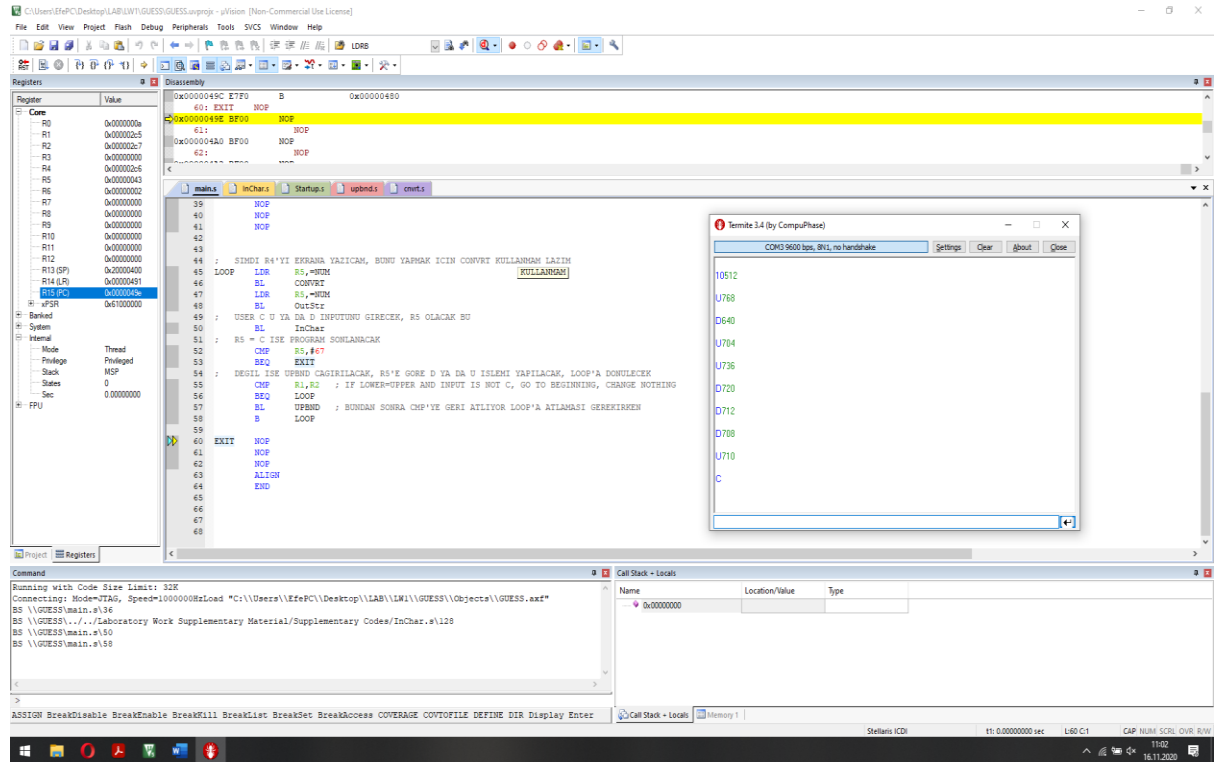 C:\Users\EfePC\Desktop\LAB\LW1\GUESS\GUESS.uvprojx - µVision [Non-Commercial Use License]
File Edit View Project Flash Debug Peripherals Tools SVCS Window Help
LDRB
Registers
Register Value
Core
R0 0x0000000a
R1 0x000002c5
R2 0x000002c7
R3 0x00000000
R4 0x000002c6
R5 0x00000043
R6 0x00000002
R7 0x00000000
R8 0x00000000
R9 0x00000000
R10 0x00000000
R11 0x00000000
R12 0x00000000
R13 (SP) 0x20000400
R14 (LR) 0x00000491
R15 (PC) 0x0000049e
xPSR 0x61000000
Banked
System
Internal
Mode Thread
Privilege Privileged
Stack MSP
States 0
Sec 0.00000000
FPU
Project Registers
Disassembly
0x0000049C E7F0 B 0x00000480
60: EXIT NOP
0x0000049E BF00 NOP
61: NOP
0x000004A0 BF00 NOP
62: NOP
main.s InChar.s Startup.s upbnd.s cnvrt.s
39 NOP
40 NOP
41 NOP
42
43
44 ; SIMDI R4'YI EKRANA YAZICAM, BUNU YAPMAK ICIN CONVRT KULLANMAM LAZIM
45 LOOP LDR R5,=NUM KULLANMAM
46 BL CONVRT
47 LDR R5,=NUM
48 BL OutStr
49 ; USER C U YA DA D INPUTUNU GIRECEK, R5 OLACAK BU
50 BL InChar
51 ; R5 = C ISE PROGRAM SONLANACAK
52 CMP R5,#67
53 BEQ EXIT
54 ; DEGIL ISE UPBND CAGIRILACAK, R5'E GORE D YA DA U ISLEMI YAPILACAK, LOOP'A DONULECEK
55 CMP R1,R2 ; IF LOWER=UPPER AND INPUT IS NOT C, GO TO BEGINNING, CHANGE NOTHING
56 BEQ LOOP
57 BL UPBND ; BUNDAN SONRA CMP'YE GERI ATLIYOR LOOP'A ATLAMASI GEREKIRKEN
58 B LOOP
59
60 EXIT NOP
61 NOP
62 NOP
63 ALIGN
64 END
65
66
67
68
Termite 3.4 (by CompuPhase)
COM3 9600 bps, 8N1, no handshake Settings Clear About Close
10512
U768
D640
U704
U736
D720
D712
D708
U710
C
Command
Running with Code Size Limit: 32K
Connecting: Mode=JTAG, Speed=1000000HzLoad "C:\\Users\\EfePC\\Desktop\\LAB\\LW1\\GUESS\\Objects\\GUESS.axf"
BS \\GUESS\main.s\36
BS \\GUESS\../../Laboratory Work Supplementary Material/Supplementary Codes/InChar.s\128
BS \\GUESS\main.s\50
BS \\GUESS\main.s\58
>
ASSIGN BreakDisable BreakEnable BreakKill BreakList BreakSet BreakAccess COVERAGE COVTOFILE DEFINE DIR Display Enter
Call Stack + Locals
Name Location/Value Type
0x00000000
Call Stack + Locals Memory 1
Stellaris ICDI t1: 0.00000000 sec L:60 C:1 CAP NUM SCRL OVR R/W
11:02
16.11.2020